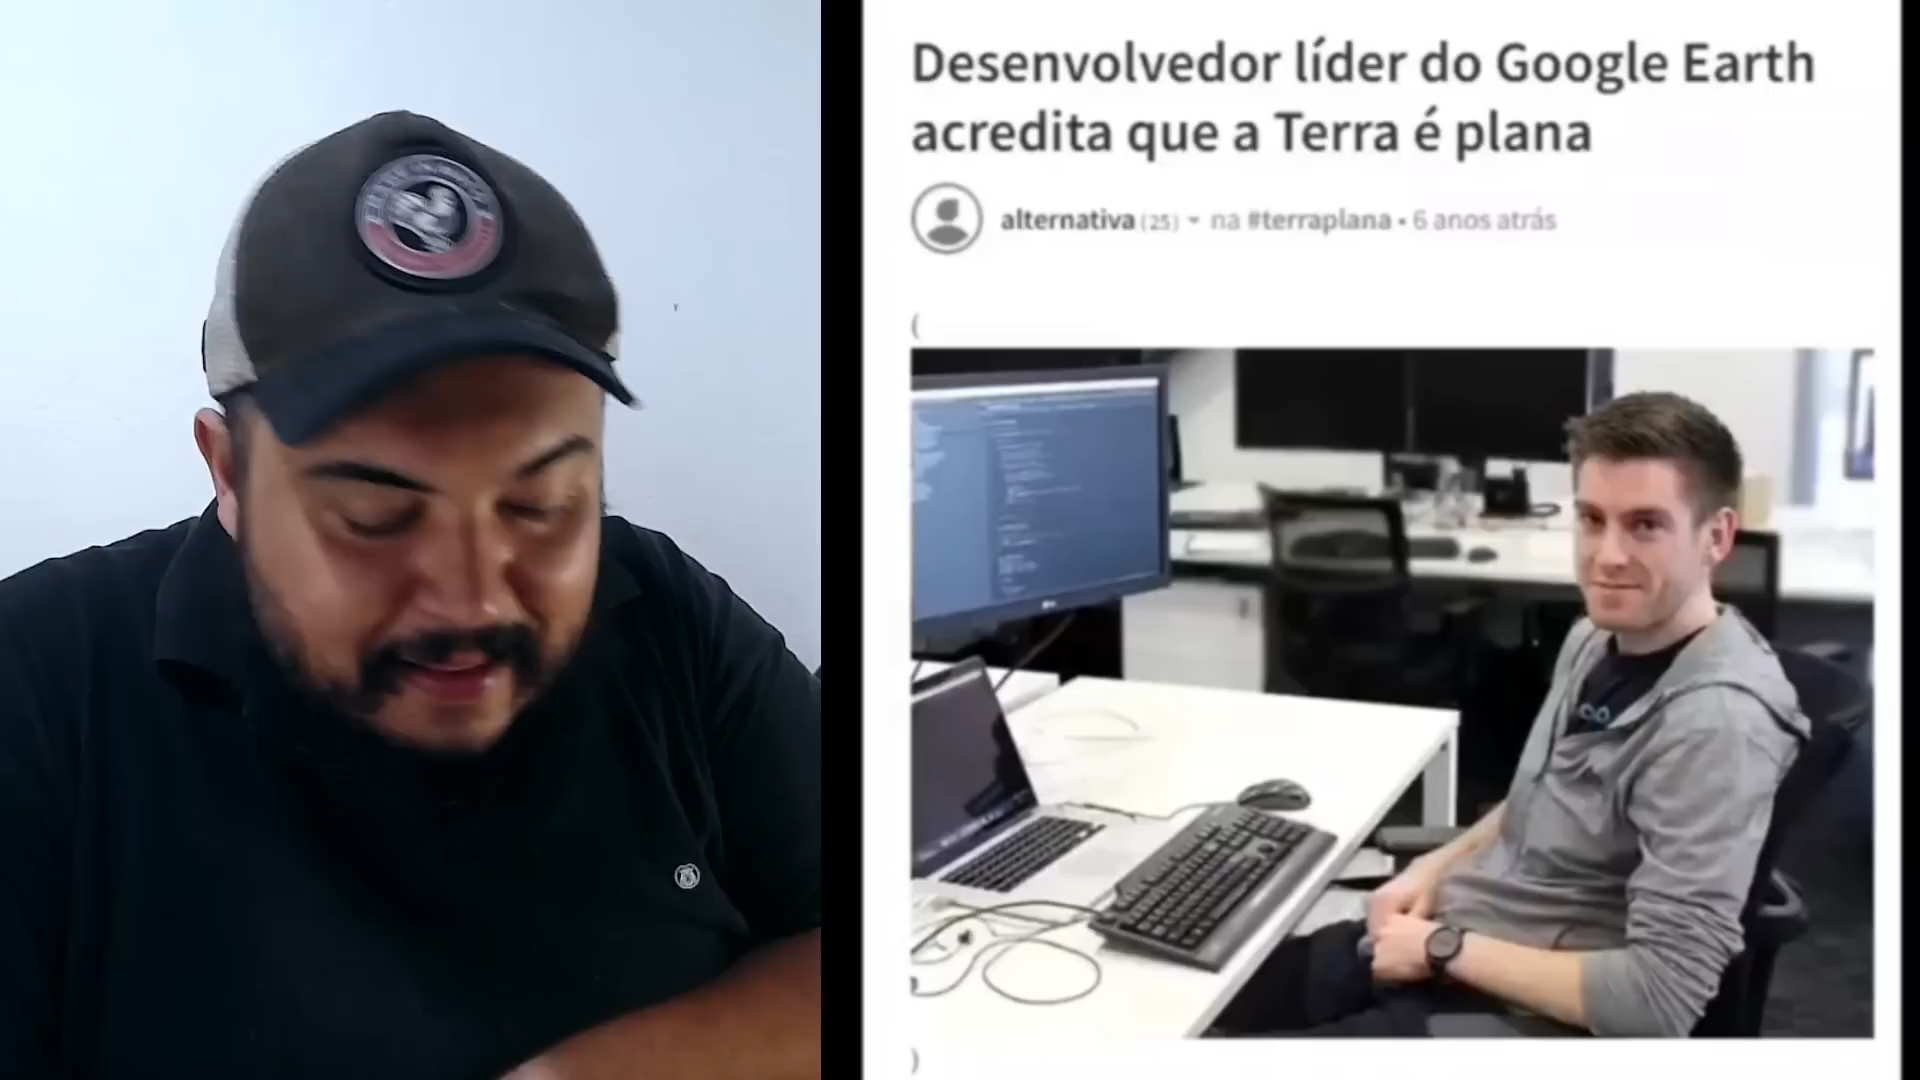 Desenvolvedor líder do Google Earth
acredita que a Terra é plana
alternativa (25) na #terraplana • 6 anos atrás
(
)